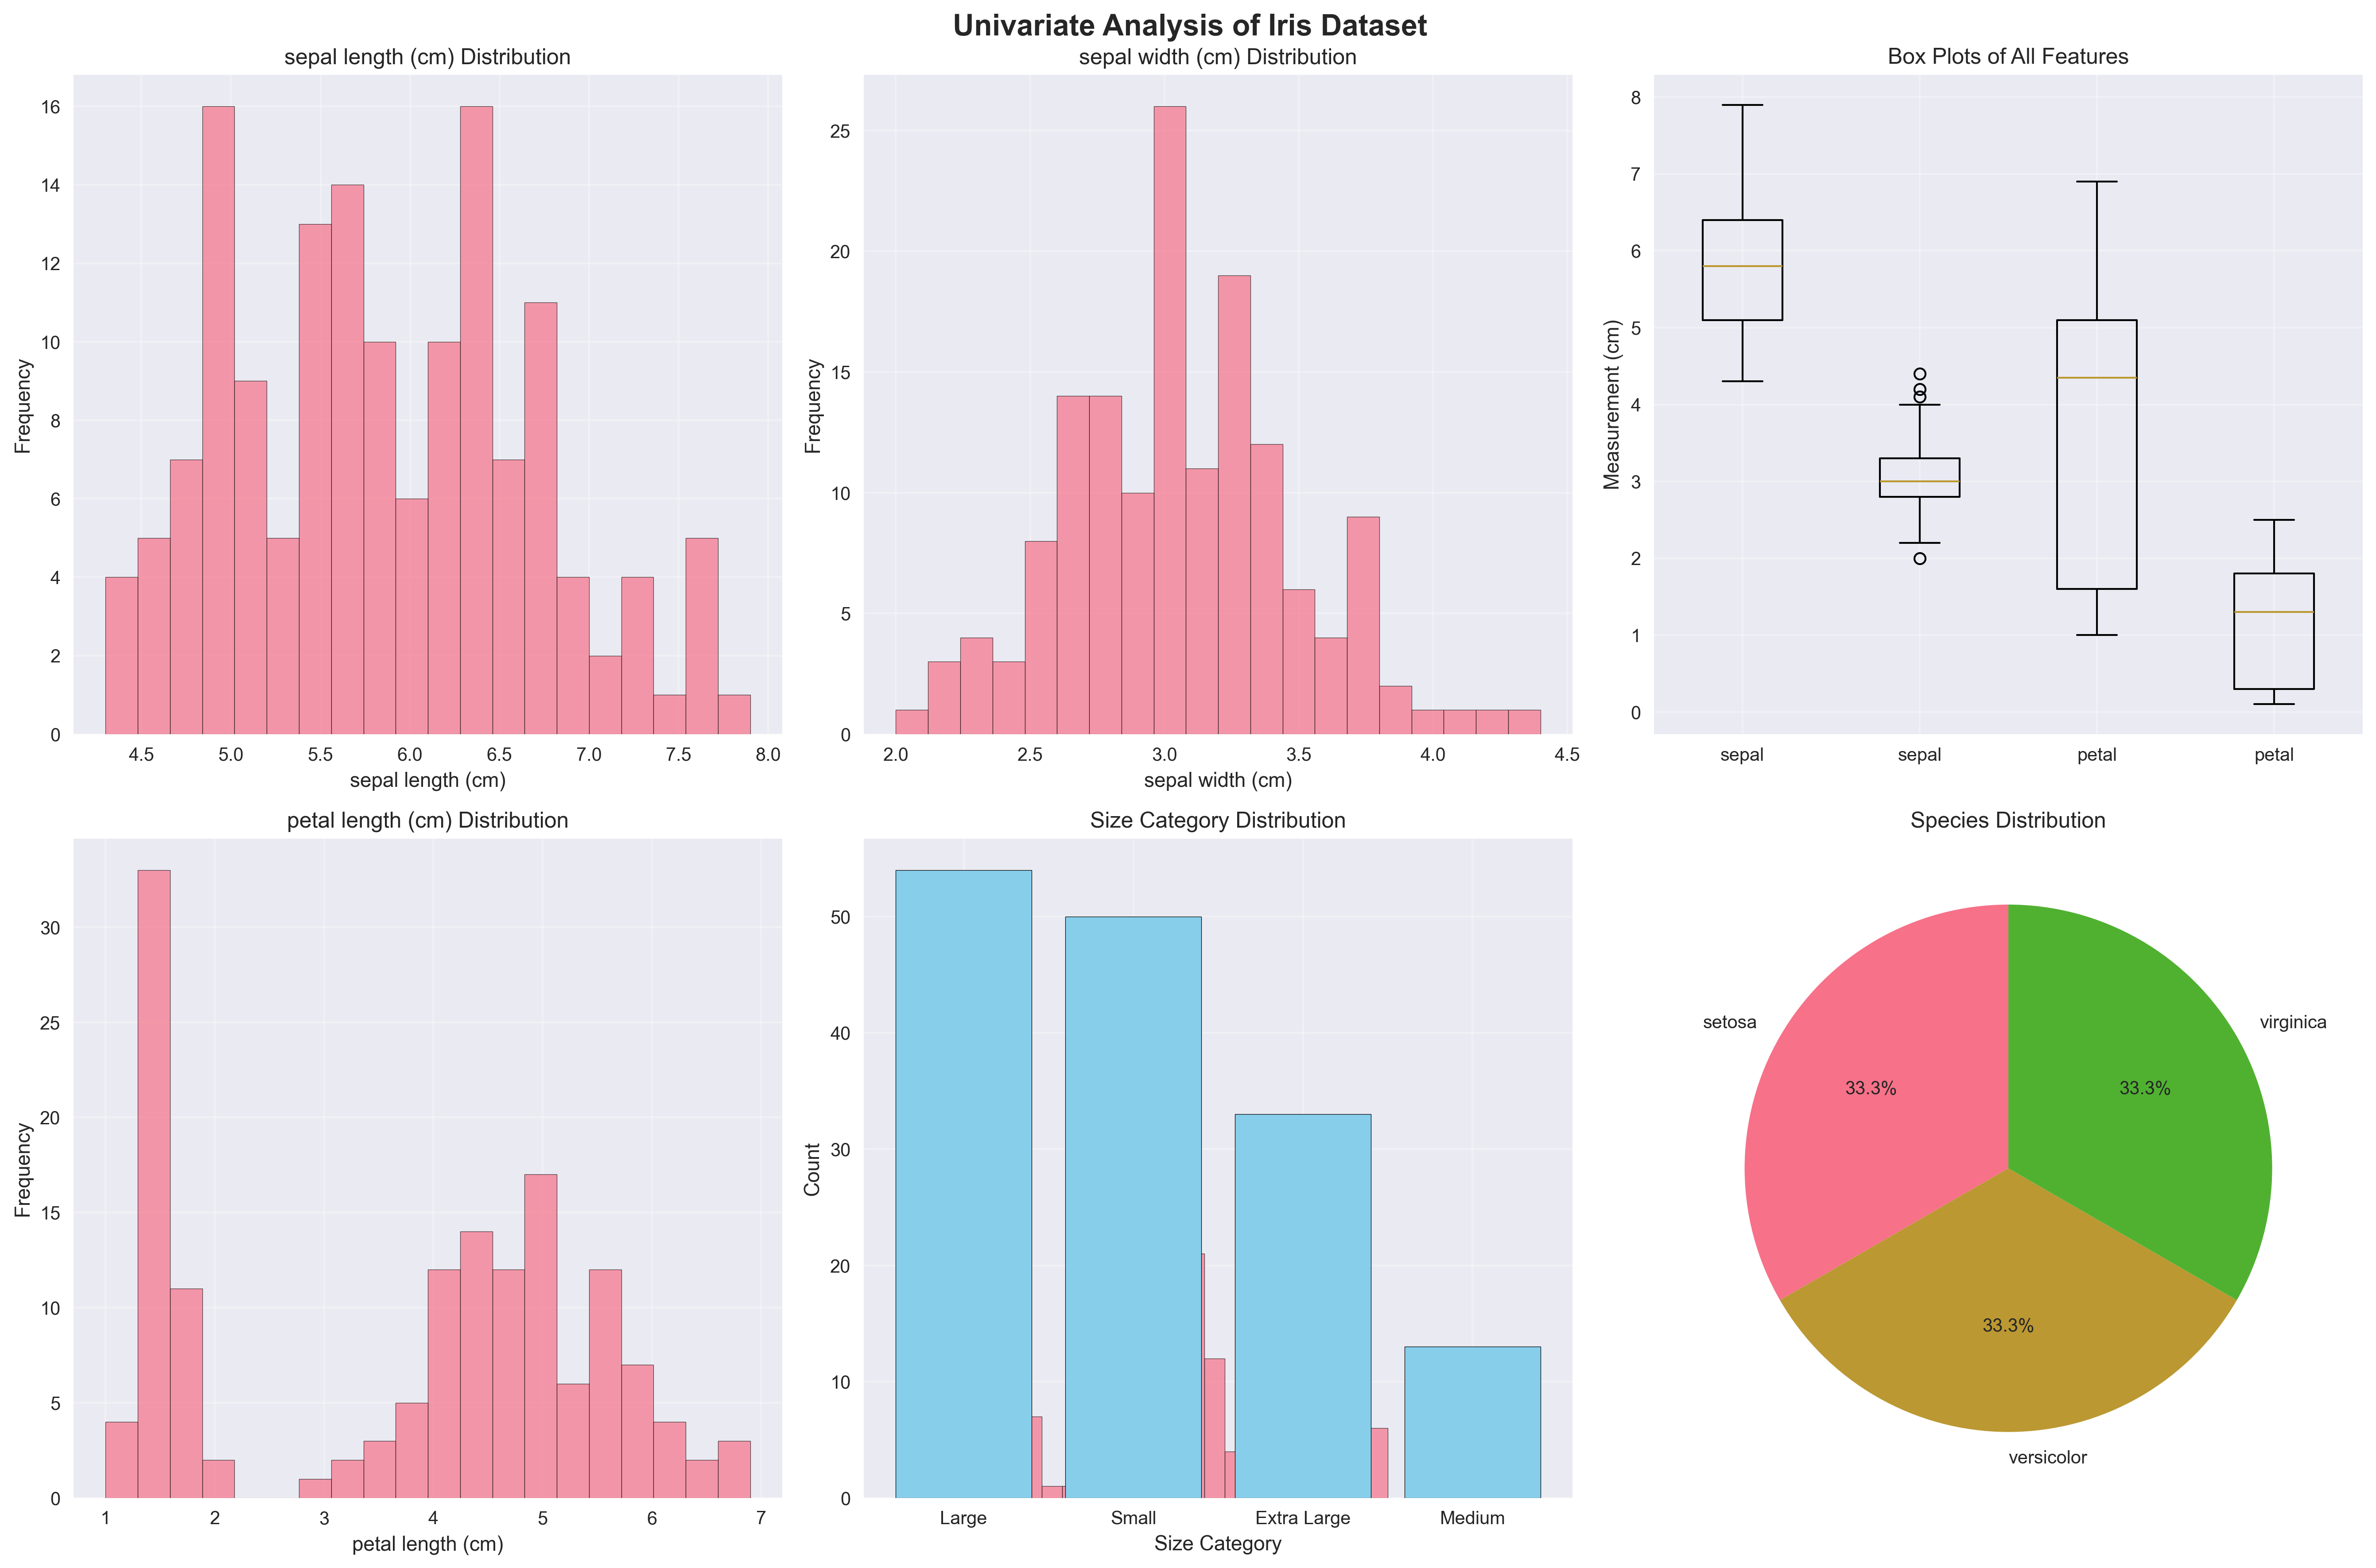 Univariate Analysis of Iris Dataset
sepal length (cm) Distribution
16
14
12
10
8
6
4
2
0
Frequency
4.5 5.0 5.5 6.0 6.5 7.0 7.5 8.0
sepal length (cm)
sepal width (cm) Distribution
25
20
15
10
5
0
Frequency
2.0 2.5 3.0 3.5 4.0 4.5
sepal width (cm)
Box Plots of All Features
8
7
6
5
4
3
2
1
0
Measurement (cm)
sepal sepal petal petal
petal length (cm) Distribution
30
25
20
15
10
5
0
Frequency
1 2 3 4 5 6 7
petal length (cm)
Size Category Distribution
50
40
30
20
10
0
Count
Large Small Extra Large Medium
Size Category
Species Distribution
setosa
virginica
33.3%
33.3%
33.3%
versicolor